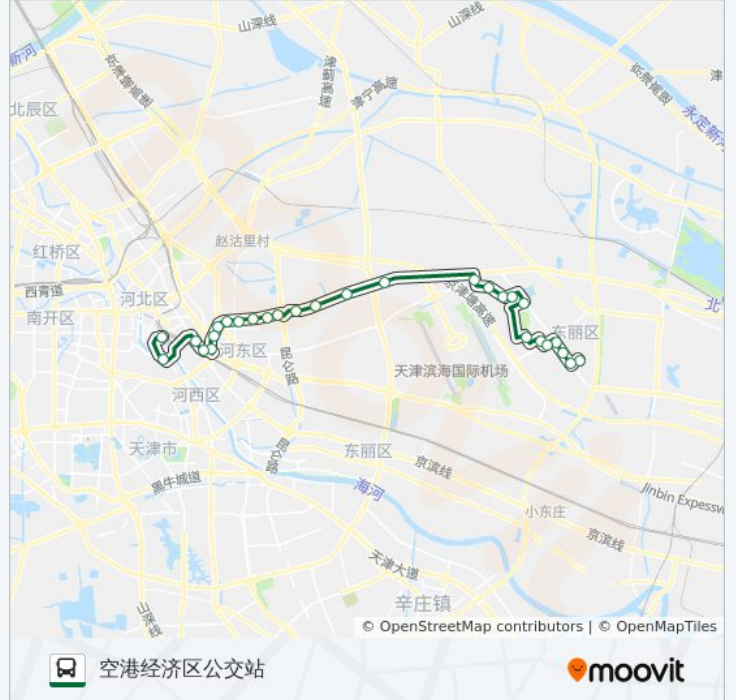 山深线
山深线
新河
京津塘高速
津蓟高速
津宁高速
京津高速
津
北辰区
永定新河
赵沽里村
红桥区
西青道
河北区
北
南开区
京津塘高速
东丽区
河东区
昆仑路
天津滨海国际机场
河西区
天津市
昆仑路
东丽区
京滨线
黑牛城道
海河
Jinbin Expessw
小东庄
京滨线
天津大道
辛庄镇
山深线
© OpenStreetMap contributors | © OpenMapTiles
空港经济区公交站
moovit